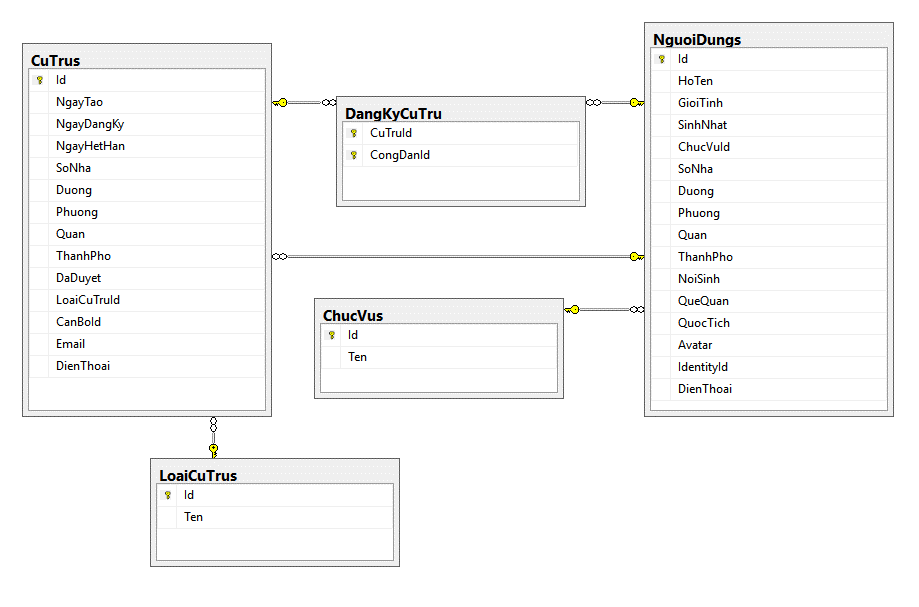 CuTrus
Id
NgayTao
NgayDangKy
NgayHetHan
SoNha
Duong
Phuong
Quan
ThanhPho
DaDuyet
LoaiCuTruId
CanBoId
Email
DienThoai
DangKyCuTru
CuTruId
CongDanId
NguoiDungs
Id
HoTen
GioiTinh
SinhNhat
ChucVuId
SoNha
Duong
Phuong
Quan
ThanhPho
NoiSinh
QueQuan
QuocTich
Avatar
IdentityId
DienThoai
ChucVus
Id
Ten
LoaiCuTrus
Id
Ten